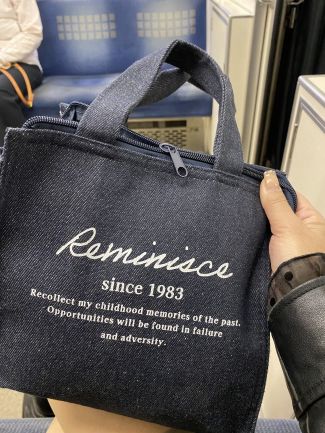 Reminisce
since 1983
Recollect my childhood memories of the past.
Opportunities will be found in failure
and adversity.